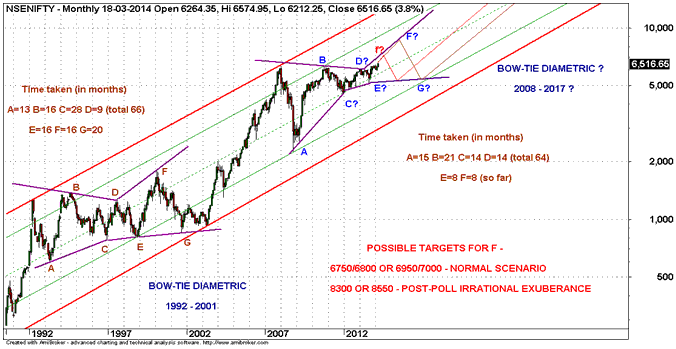 NSENIFTY - Monthly 18-03-2014 Open 6264.35, Hi 6574.95, Lo 6212.25, Close 6516.65 (3.8%)
10,000
F?
f?
B
D?
6,516.65
BOW-TIE DIAMETRIC ?
5,000
E?
G?
Time taken (in months)
2008 - 2017 ?
C?
A=13 B=16 C=28 D=9 (total 66)
E=16 F=16 G=20
Time taken (in months)
A
A=15 B=21 C=14 D=14 (total 64)
2,000
F
E=8 F=8 (so far)
B
D
1,000
C
E
G
A
POSSIBLE TARGETS FOR F -
6750/6800 OR 6950/7000 - NORMAL SCENARIO
500
BOW-TIE DIAMETRIC
8300 OR 8550 - POST-POLL IRRATIONAL EXUBERANCE
1992 - 2001
1992
1997
2002
2007
2012
Created with AmiBroker - advanced charting and technical analysis software. http://www.amibroker.com